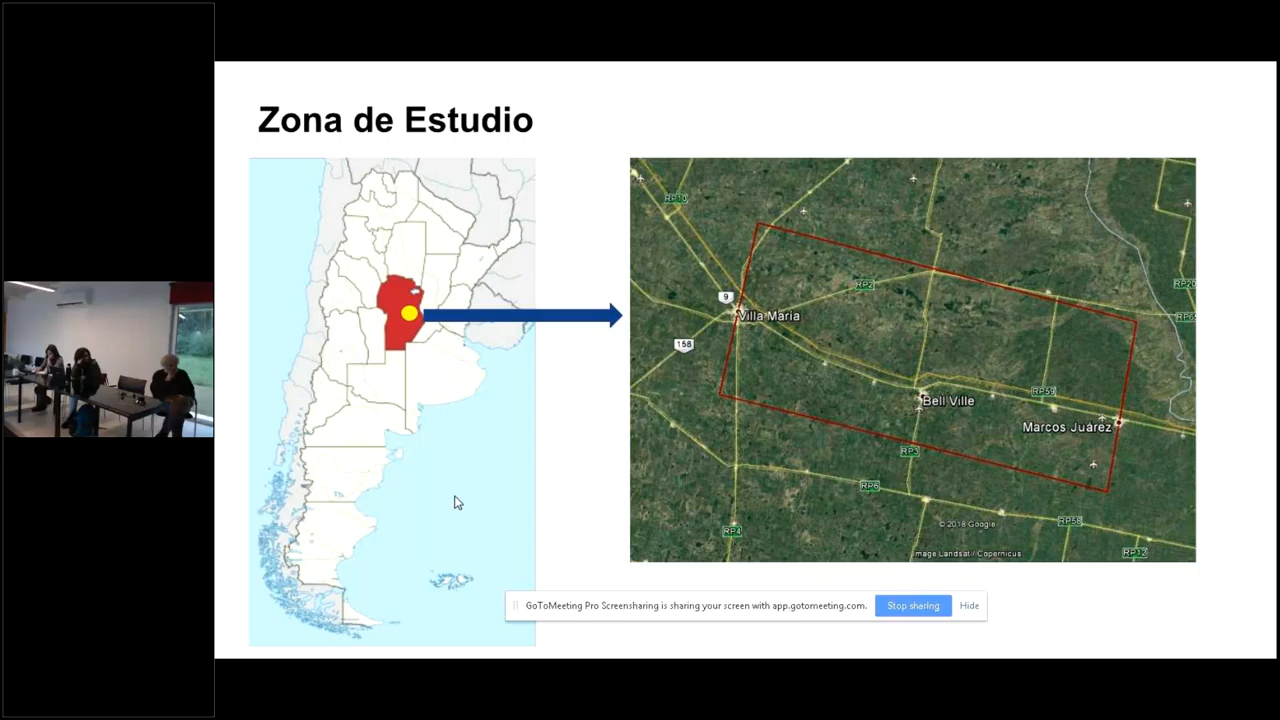 Zona de Estudio
RP10
RP2
RP20
9
Villa Maria
RP6
158
RP59
Bell Ville
Marcos Juárez
RP3
RP6
© 2018 Google
RP58
RP4
Image Landsat / Copernicus
RP12
GoToMeeting Pro Screensharing is sharing your screen with app.gotomeeting.com.
Stop sharing
Hide